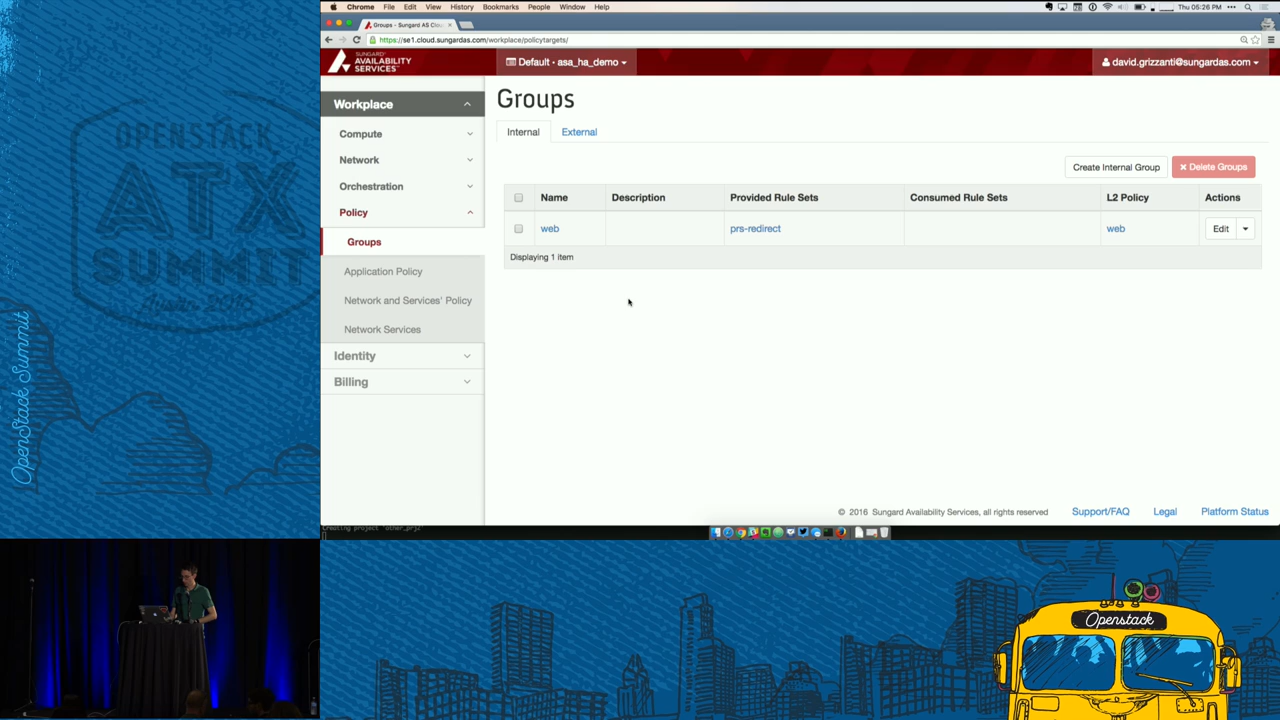 Chrome File Edit View History Bookmarks People Window Help
Thu 05:26 PM
Groups - Sungard AS Clou
https://se1.cloud.sungardas.com/workplace/policytargets/
SUNGARD
AVAILABILITY
SERVICES
Default · asa_ha_demo
david.grizzanti@sungardas.com
Workplace
Compute
Network
Orchestration
Policy
Groups
Application Policy
Network and Services' Policy
Network Services
Identity
Billing
Groups
Internal External
Create Internal Group
Delete Groups
Name Description Provided Rule Sets Consumed Rule Sets L2 Policy Actions
web prs-redirect web Edit
Displaying 1 item
© 2016 Sungard Availability Services, all rights reserved Support/FAQ Legal Platform Status
Creating project "other_prj2"
OPENSTACK
ATX
SUMMIT
Austin 2016
OpenStack Summit
Openstack